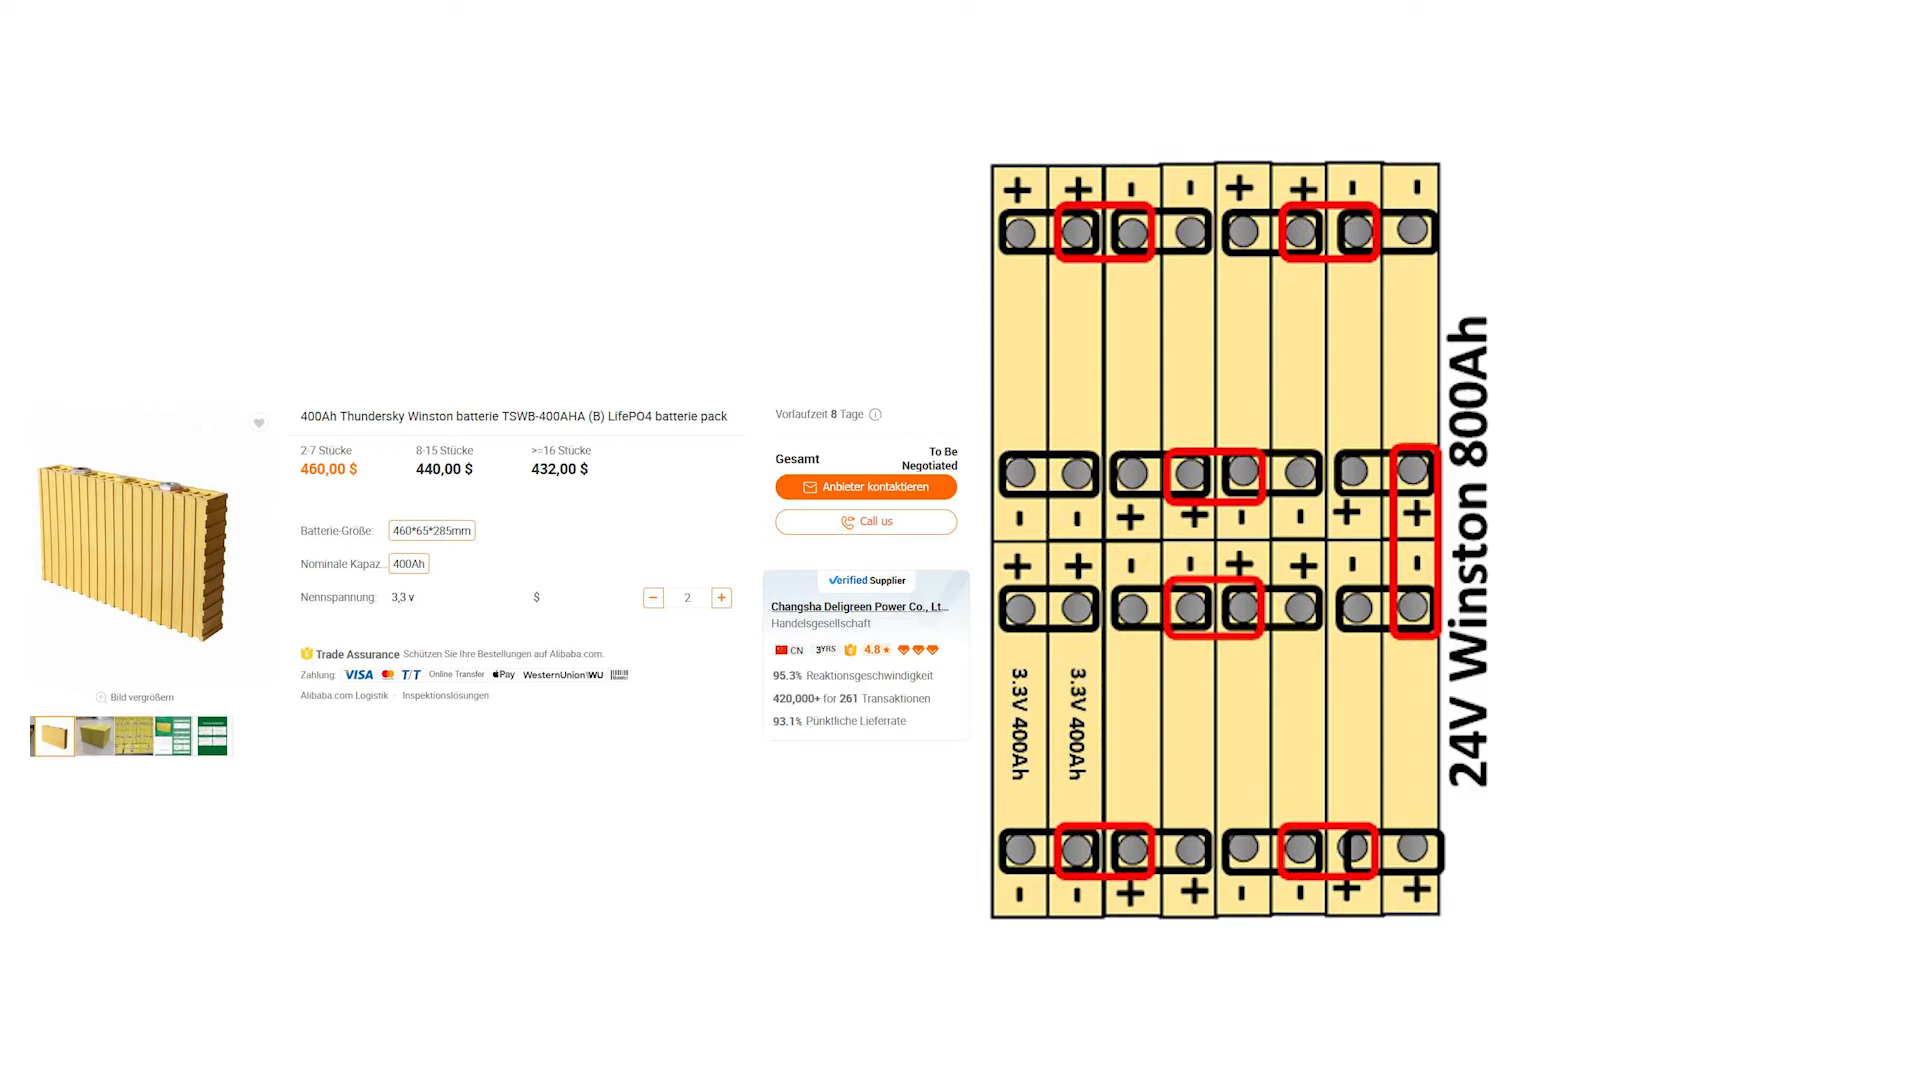 400Ah Thundersky Winston batterie TSWB-400AHA (B) LifePO4 batterie pack
2-7 Stücke 8-15 Stücke >=16 Stücke
460,00 $ 440,00 $ 432,00 $
Batterie-Größe: 460*65*285mm
Nominale Kapaz... 400Ah
Nennspannung: 3,3 v $ − 2 +
Trade Assurance Schützen Sie Ihre Bestellungen auf Alibaba.com.
Zahlung: VISA T/T Online Transfer Pay WesternUnion WU
Alibaba.com Logistik · Inspektionslösungen
Bild vergrößern
Vorlaufzeit 8 Tage
Gesamt To Be
Negotiated
Anbieter kontaktieren
Call us
Verified Supplier
Changsha Deligreen Power Co., Lt...
Handelsgesellschaft
CN 3YRS 4.8
95.3% Reaktionsgeschwindigkeit
420,000+ for 261 Transaktionen
93.1% Pünktliche Lieferrate
+ + - - + + - -
- - + + - - + +
+ + - - + + - -
3.3V 400Ah
3.3V 400Ah
- - + + - - + +
24V Winston 800Ah